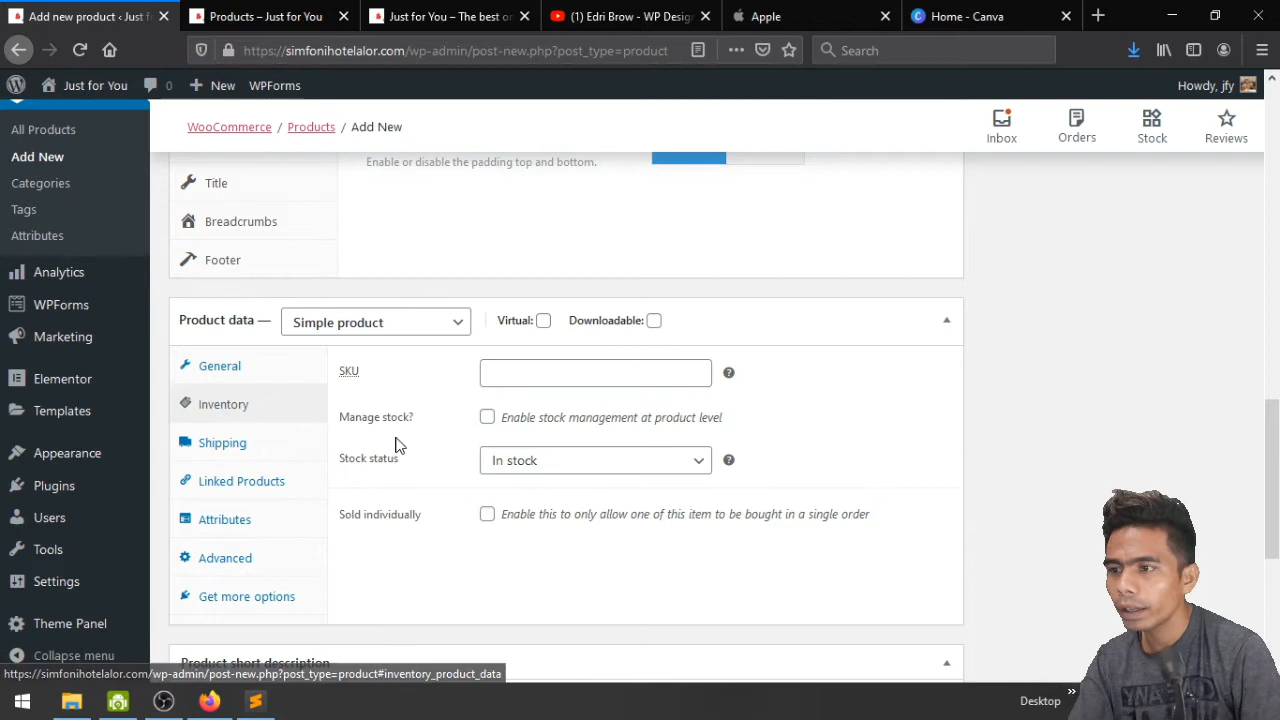 Add new product ‹ Just f
Products – Just for You
Just for You – The best on
(1) Edri Brow - WP Design
Apple
Home - Canva
https://simfonihotelalor.com/wp-admin/post-new.php?post_type=product
Search
Just for You
0
New
WPForms
Howdy, jfy
WooCommerce
Products
/ Add New
Inbox
Orders
Stock
Reviews
All Products
Add New
Categories
Tags
Attributes
Analytics
WPForms
Marketing
Elementor
Templates
Appearance
Plugins
Users
Tools
Settings
Theme Panel
Collapse menu
Enable or disable the padding top and bottom.
Title
Breadcrumbs
Footer
Product data —
Simple product
Virtual:
Downloadable:
General
Inventory
Shipping
Linked Products
Attributes
Advanced
Get more options
SKU
Manage stock?
Enable stock management at product level
Stock status
In stock
Sold individually
Enable this to only allow one of this item to be bought in a single order
Product short description
https://simfonihotelalor.com/wp-admin/post-new.php?post_type=product#inventory_product_data
Desktop